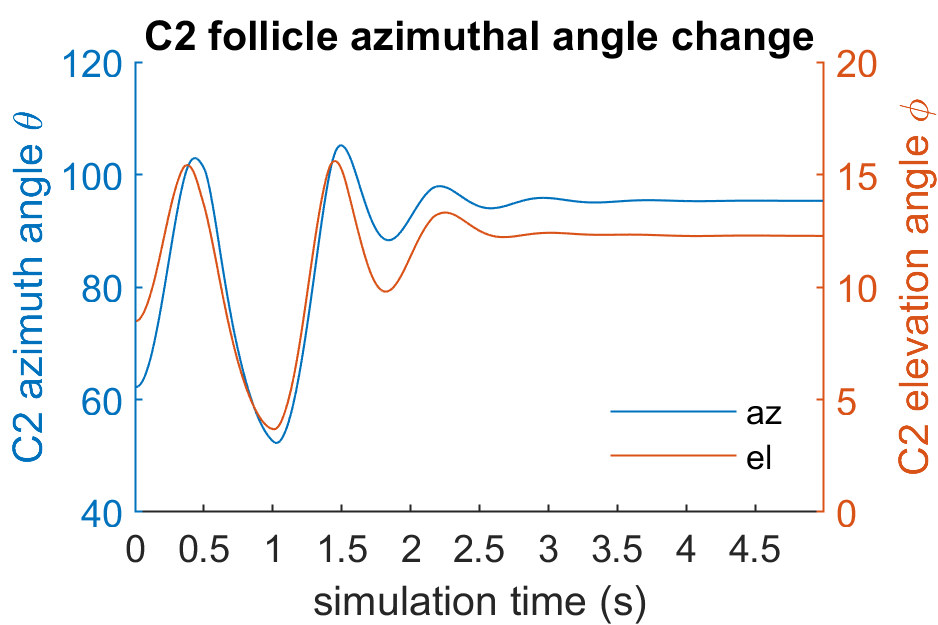 C2 follicle azimuthal angle change
C2 azimuth angle θ
120
100
80
60
40
20
15
10
5
0
C2 elevation angle ϕ
az
el
0 0.5 1 1.5 2 2.5 3 3.5 4 4.5
simulation time (s)